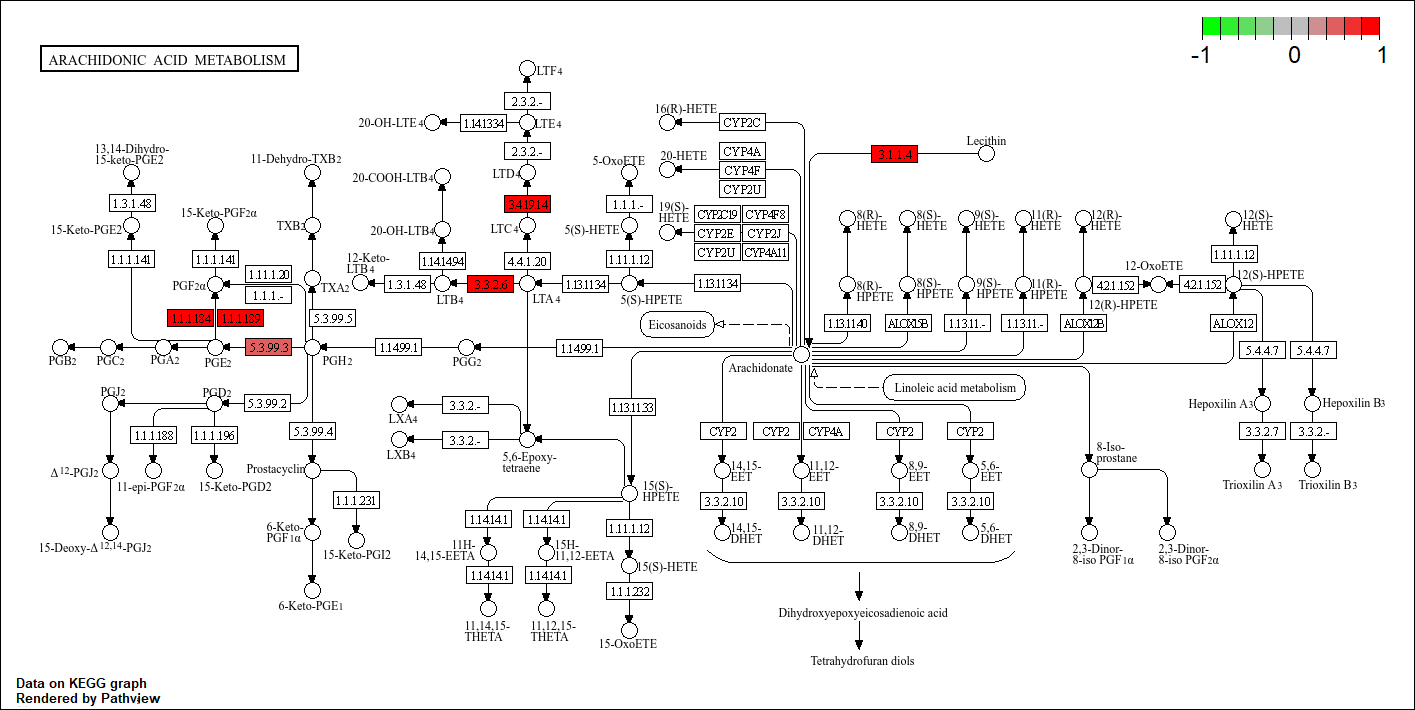 ARACHIDONIC ACID METABOLISM
-1 0 1
LTF4
2.3.2.-
20-OH-LTE4
1.14.13.34
LTE4
2.3.2.-
16(R)-HETE
CYP2C
Lecithin
3.1.1.4
13,14-Dihydro-
15-keto-PGE2
11-Dehydro-TXB2
20-COOH-LTB4
LTD4
5-OxoETE
20-HETE
CYP4A
CYP4F
CYP2U
1.3.1.48
3.4.19.14
1.1.1.-
15-Keto-PGF2α
15-Keto-PGE2
TXB2
20-OH-LTB4
LTC4
5(S)-HETE
19(S)-
HETE
CYP2C19
CYP4F8
CYP2E
CYP2J
CYP2U
CYP4A11
8(R)-
HETE
8(S)-
HETE
9(S)-
HETE
11(R)-
HETE
12(R)-
HETE
12(S)-
HETE
1.1.1.141
1.1.1.141
1.1.1.20
1.1.1.-
1.14.14.94
4.4.1.20
1.11.1.12
1.11.1.12
12-Keto-
LTB4
PGF2α
TXA2
1.3.1.48
LTB4
3.3.2.6
LTA4
1.13.11.34
5(S)-HPETE
1.13.11.34
8(R)-
HPETE
8(S)-
HPETE
9(S)-
HPETE
11(R)-
HPETE
12(R)-HPETE
4.2.1.152
12-OxoETE
4.2.1.152
12(S)-HPETE
1.1.1.184
1.1.1.189
5.3.99.5
Eicosanoids
1.13.11.40
ALOX15B
1.13.11.-
1.13.11.-
ALOX12B
ALOX12
PGB2
PGC2
PGA2
PGE2
5.3.99.3
PGH2
1.14.99.1
PGG2
1.14.99.1
Arachidonate
5.4.4.7
5.4.4.7
Linoleic acid metabolism
PGJ2
PGD2
5.3.99.2
LXA4
3.3.2.-
1.13.11.33
Hepoxilin A3
Hepoxilin B3
1.1.1.188
1.1.1.196
5.3.99.4
LXB4
3.3.2.-
5,6-Epoxy-
tetraene
CYP2
CYP2
CYP4A
CYP2
CYP2
3.3.2.7
3.3.2.-
8-Iso-
prostane
Δ12-PGJ2
11-epi-PGF2α
15-Keto-PGD2
Prostacyclin
14,15-
EET
11,12-
EET
8,9-
EET
5,6-
EET
Trioxilin A3
Trioxilin B3
1.1.1.231
15(S)-
HPETE
3.3.2.10
3.3.2.10
3.3.2.10
3.3.2.10
1.14.14.1
1.14.14.1
1.11.1.12
15-Deoxy-Δ12,14-PGJ2
6-Keto-
PGF1α
15-Keto-PGI2
14,15-
DHET
11,12-
DHET
8,9-
DHET
5,6-
DHET
2,3-Dinor-
8-iso PGF1α
2,3-Dinor-
8-iso PGF2α
11H-
14,15-EETA
15H-
11,12-EETA
15(S)-HETE
1.14.14.1
1.14.14.1
1.1.1.232
6-Keto-PGE1
11,14,15-
THETA
11,12,15-
THETA
15-OxoETE
Dihydroxyepoxyeicosadienoic acid
Tetrahydrofuran diols
Data on KEGG graph
Rendered by Pathview